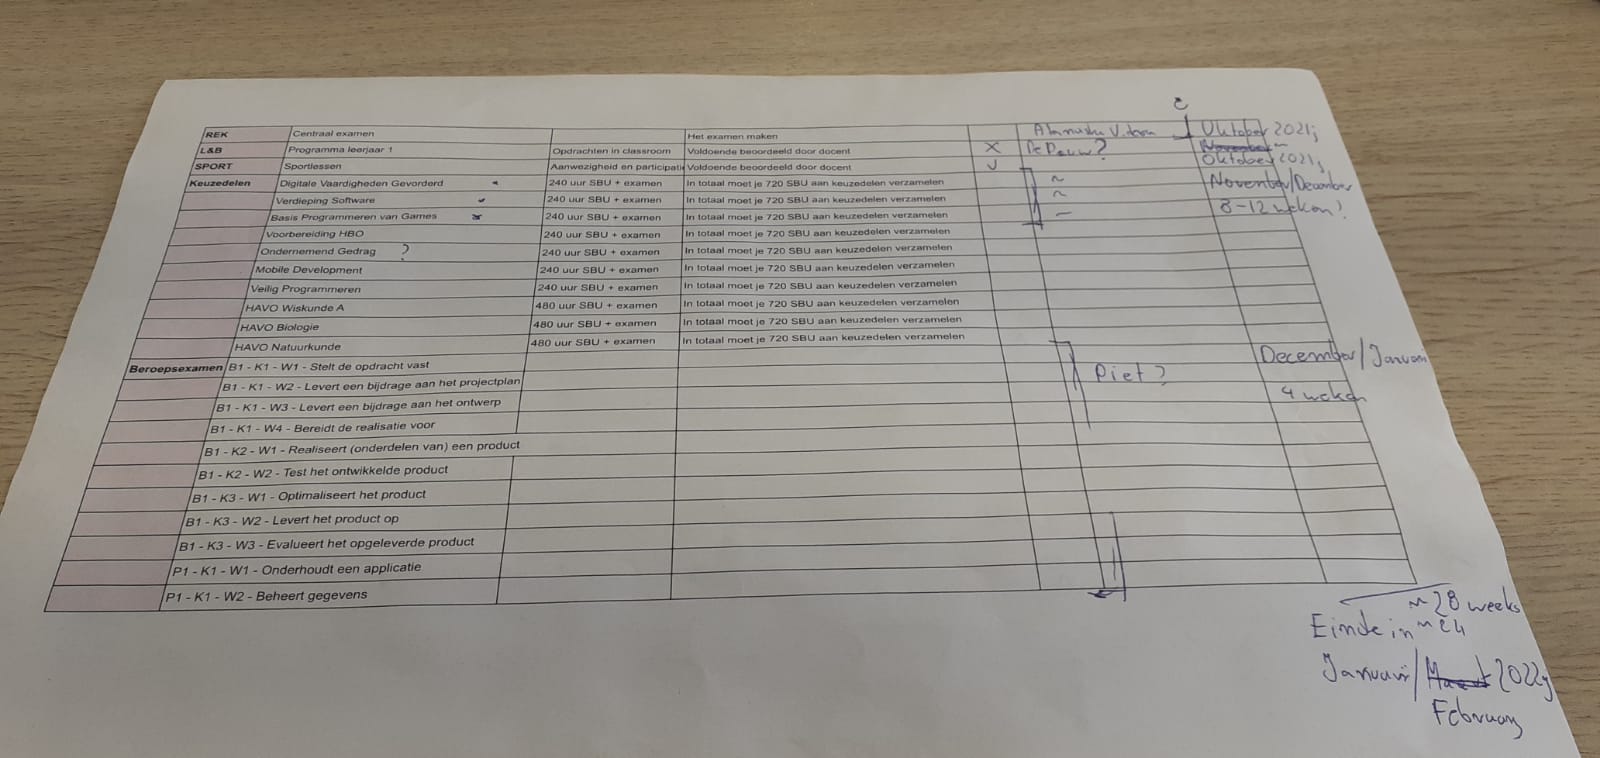 REK Centraal examen Het examen maken Oktober 2021;
L&B Programma leerjaar 1 Opdrachten in classroom Voldoende beoordeeld door docent X De Pauw?
SPORT Sportlessen Aanwezigheid en participati Voldoende beoordeeld door docent ✓ Oktober 2021;
Keuzedelen Digitale Vaardigheden Gevorderd 240 uur SBU + examen In totaal moet je 720 SBU aan keuzedelen verzamelen ~ November/December
Verdieping Software 240 uur SBU + examen In totaal moet je 720 SBU aan keuzedelen verzamelen ~
Basis Programmeren van Games 240 uur SBU + examen In totaal moet je 720 SBU aan keuzedelen verzamelen — 8-12 weken?
Voorbereiding HBO 240 uur SBU + examen In totaal moet je 720 SBU aan keuzedelen verzamelen
Ondernemend Gedrag ? 240 uur SBU + examen In totaal moet je 720 SBU aan keuzedelen verzamelen
Mobile Development 240 uur SBU + examen In totaal moet je 720 SBU aan keuzedelen verzamelen
Veilig Programmeren 240 uur SBU + examen In totaal moet je 720 SBU aan keuzedelen verzamelen
HAVO Wiskunde A 480 uur SBU + examen In totaal moet je 720 SBU aan keuzedelen verzamelen
HAVO Biologie 480 uur SBU + examen In totaal moet je 720 SBU aan keuzedelen verzamelen
HAVO Natuurkunde 480 uur SBU + examen In totaal moet je 720 SBU aan keuzedelen verzamelen
Beroepsexamen B1 - K1 - W1 - Stelt de opdracht vast December/Januari
B1 - K1 - W2 - Levert een bijdrage aan het projectplan Piet?
B1 - K1 - W3 - Levert een bijdrage aan het ontwerp 4 weken
B1 - K1 - W4 - Bereidt de realisatie voor
B1 - K2 - W1 - Realiseert (onderdelen van) een product
B1 - K2 - W2 - Test het ontwikkelde product
B1 - K3 - W1 - Optimaliseert het product
B1 - K3 - W2 - Levert het product op
B1 - K3 - W3 - Evalueert het opgeleverde product
P1 - K1 - W1 - Onderhoudt een applicatie
P1 - K1 - W2 - Beheert gegevens
~ 28 weeks
Einde in ~ 24
Januari/ 2022;
February